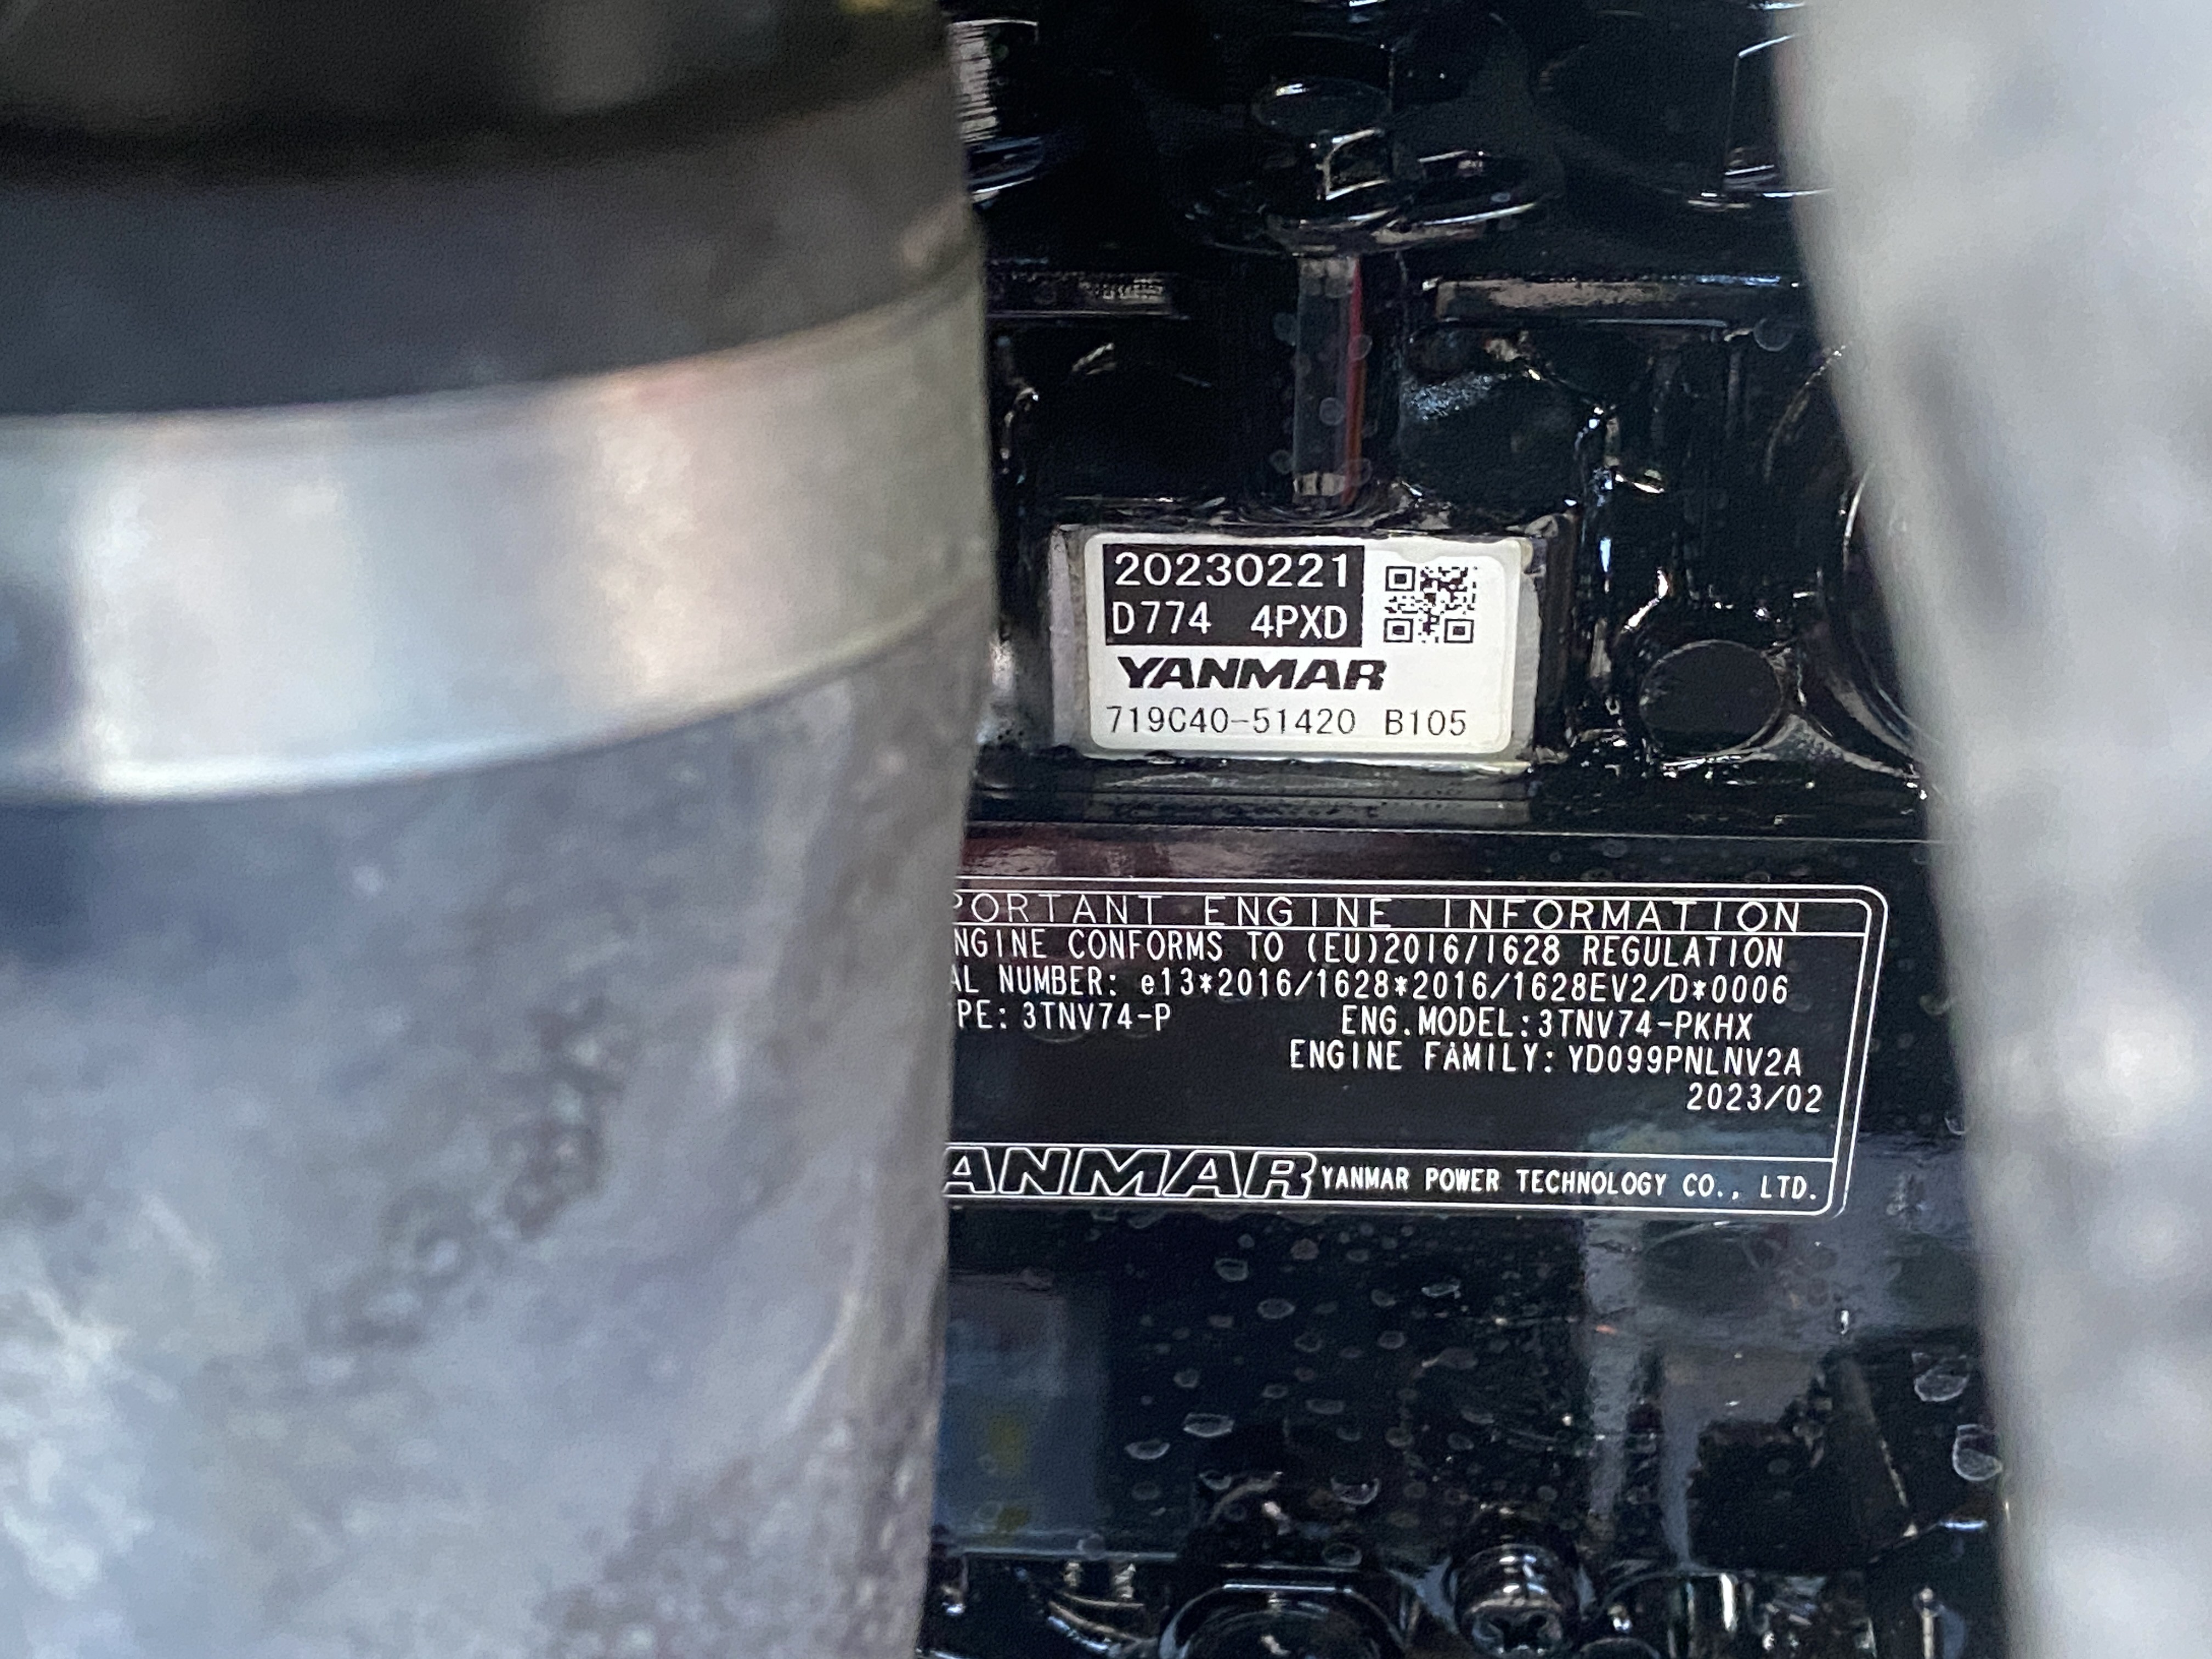 20230221
D774 4PXD
YANMAR
719C40-51420 B105
PORTANT ENGINE INFORMATION
NGINE CONFORMS TO (EU)2016/1628 REGULATION
AL NUMBER: e13*2016/1628*2016/1628EV2/D*0006
PE: 3TNV74-P ENG.MODEL:3TNV74-PKHX
ENGINE FAMILY: YD099PNLNV2A
2023/02
ANMAR YANMAR POWER TECHNOLOGY CO., LTD.